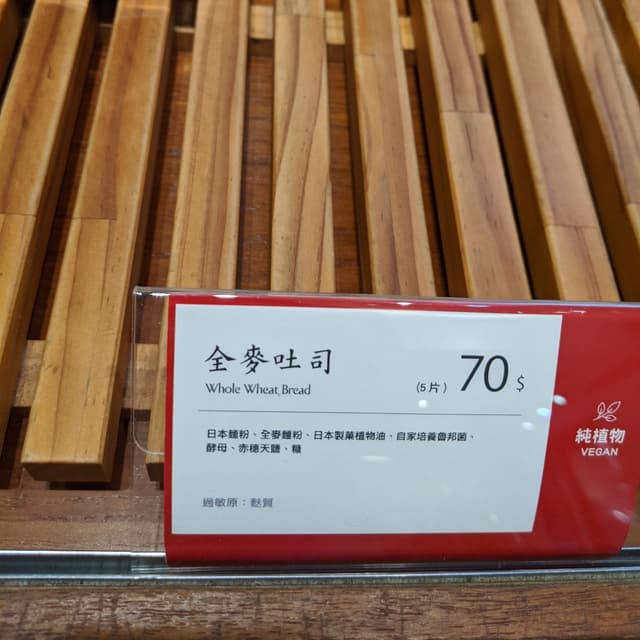 全麥吐司
Whole Wheat Bread
(5片) 70 $
日本麵粉、全麥麵粉、日本製菓植物油、自家培養魯邦菌、
酵母、赤穗天鹽、糖
過敏原：麩質
純植物
VEGAN